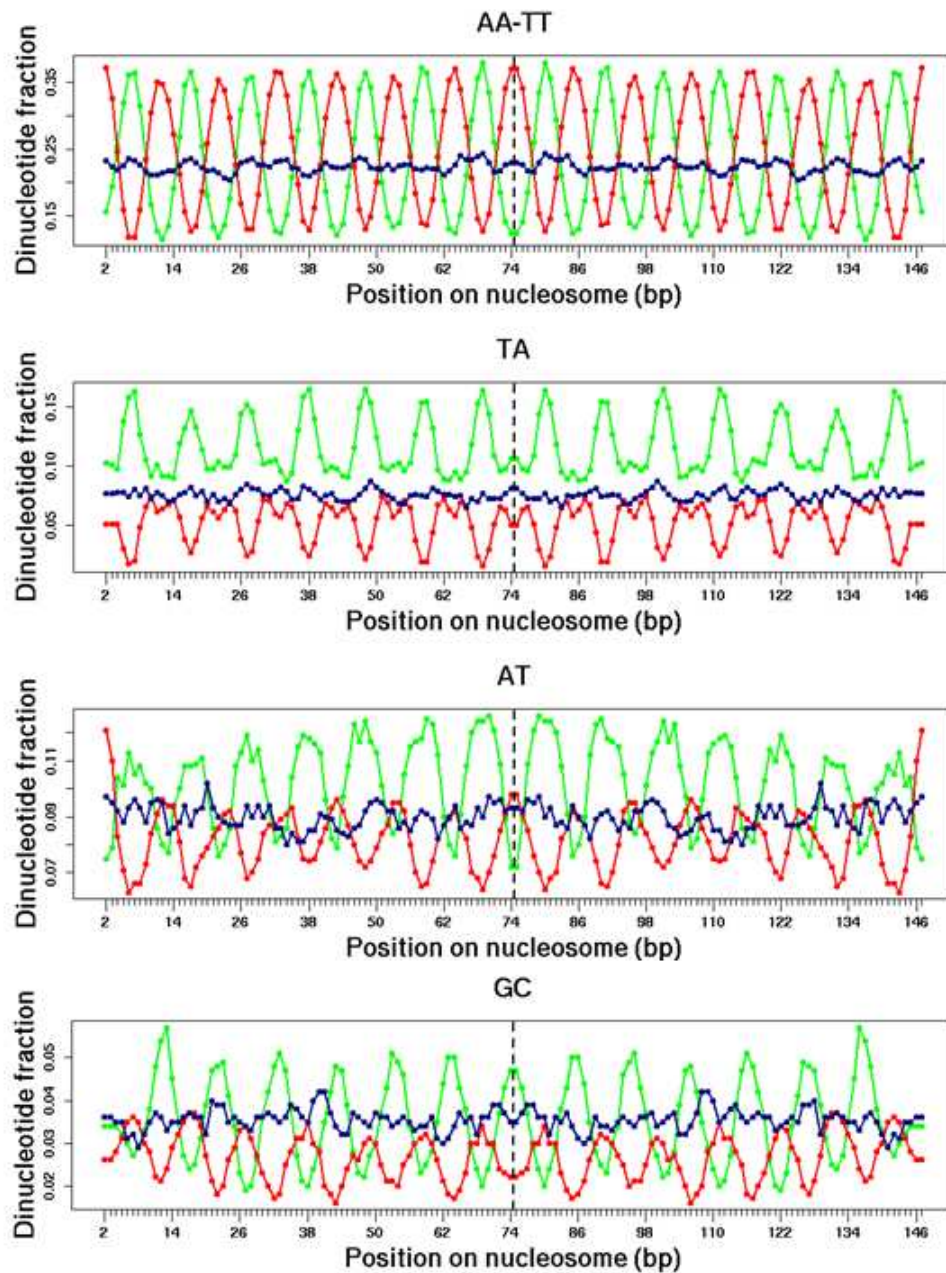 AA-TT
Dinucleotide fraction
0.35
0.25
0.15
2 14 26 38 50 62 74 86 98 110 122 134 146
Position on nucleosome (bp)
TA
Dinucleotide fraction
0.15
0.10
0.05
2 14 26 38 50 62 74 86 98 110 122 134 146
Position on nucleosome (bp)
AT
Dinucleotide fraction
0.11
0.09
0.07
2 14 26 38 50 62 74 86 98 110 122 134 146
Position on nucleosome (bp)
GC
Dinucleotide fraction
0.05
0.04
0.03
0.02
2 14 26 38 50 62 74 86 98 110 122 134 146
Position on nucleosome (bp)